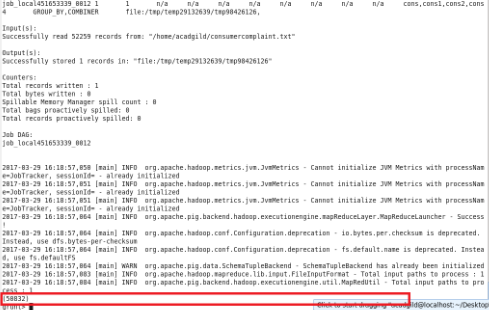 job_local451653339_0012 1 1 n/a n/a n/a n/a n/a n/a cons,cons1,cons2,cons
4 GROUP_BY,COMBINER file:/tmp/temp29132639/tmp98426126,
Input(s):
Successfully read 52259 records from: "/home/acadgild/consumercomplaint.txt"
Output(s):
Successfully stored 1 records in: "file:/tmp/temp29132639/tmp98426126"
Counters:
Total records written : 1
Total bytes written : 0
Spillable Memory Manager spill count : 0
Total bags proactively spilled: 0
Total records proactively spilled: 0
Job DAG:
job_local451653339_0012
2017-03-29 16:18:57,050 [main] INFO org.apache.hadoop.metrics.jvm.JvmMetrics - Cannot initialize JVM Metrics with processNam
e=JobTracker, sessionId= - already initialized
2017-03-29 16:18:57,051 [main] INFO org.apache.hadoop.metrics.jvm.JvmMetrics - Cannot initialize JVM Metrics with processNam
e=JobTracker, sessionId= - already initialized
2017-03-29 16:18:57,051 [main] INFO org.apache.hadoop.metrics.jvm.JvmMetrics - Cannot initialize JVM Metrics with processNam
e=JobTracker, sessionId= - already initialized
2017-03-29 16:18:57,064 [main] INFO org.apache.pig.backend.hadoop.executionengine.mapReduceLayer.MapReduceLauncher - Success
!
2017-03-29 16:18:57,064 [main] INFO org.apache.hadoop.conf.Configuration.deprecation - io.bytes.per.checksum is deprecated.
Instead, use dfs.bytes-per-checksum
2017-03-29 16:18:57,064 [main] INFO org.apache.hadoop.conf.Configuration.deprecation - fs.default.name is deprecated. Instea
d, use fs.defaultFS
2017-03-29 16:18:57,064 [main] WARN org.apache.pig.data.SchemaTupleBackend - SchemaTupleBackend has already been initialized
2017-03-29 16:18:57,083 [main] INFO org.apache.hadoop.mapreduce.lib.input.FileInputFormat - Total input paths to process : 1
2017-03-29 16:18:57,084 [main] INFO org.apache.pig.backend.hadoop.executionengine.util.MapRedUtil - Total input paths to pro
cess : 1
(50832)
grunt>
Click to start dragging "acadgild@localhost:~/Desktop